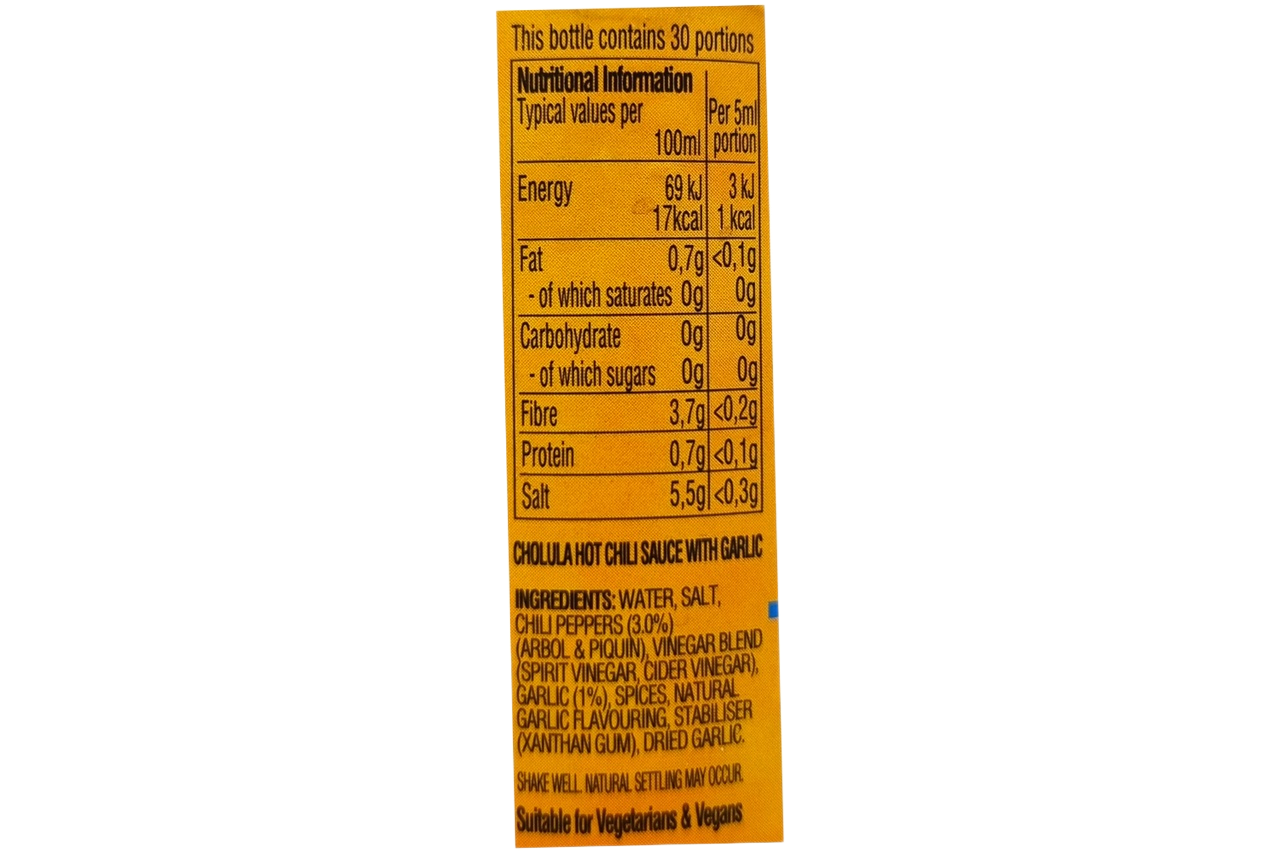 This bottle contains 30 portions
Nutritional Information
Typical values per 100ml Per 5ml portion
Energy 69 kJ 3 kJ
17kcal 1 kcal
Fat 0,7g <0,1g
- of which saturates 0g 0g
Carbohydrate 0g 0g
- of which sugars 0g 0g
Fibre 3,7g <0,2g
Protein 0,7g <0,1g
Salt 5,5g <0,3g
CHOLULA HOT CHILI SAUCE WITH GARLIC
INGREDIENTS: WATER, SALT,
CHILI PEPPERS (3.0%)
(ARBOL & PIQUIN), VINEGAR BLEND
(SPIRIT VINEGAR, CIDER VINEGAR),
GARLIC (1%), SPICES, NATURAL
GARLIC FLAVOURING, STABILISER
(XANTHAN GUM), DRIED GARLIC.
SHAKE WELL. NATURAL SETTLING MAY OCCUR.
Suitable for Vegetarians & Vegans